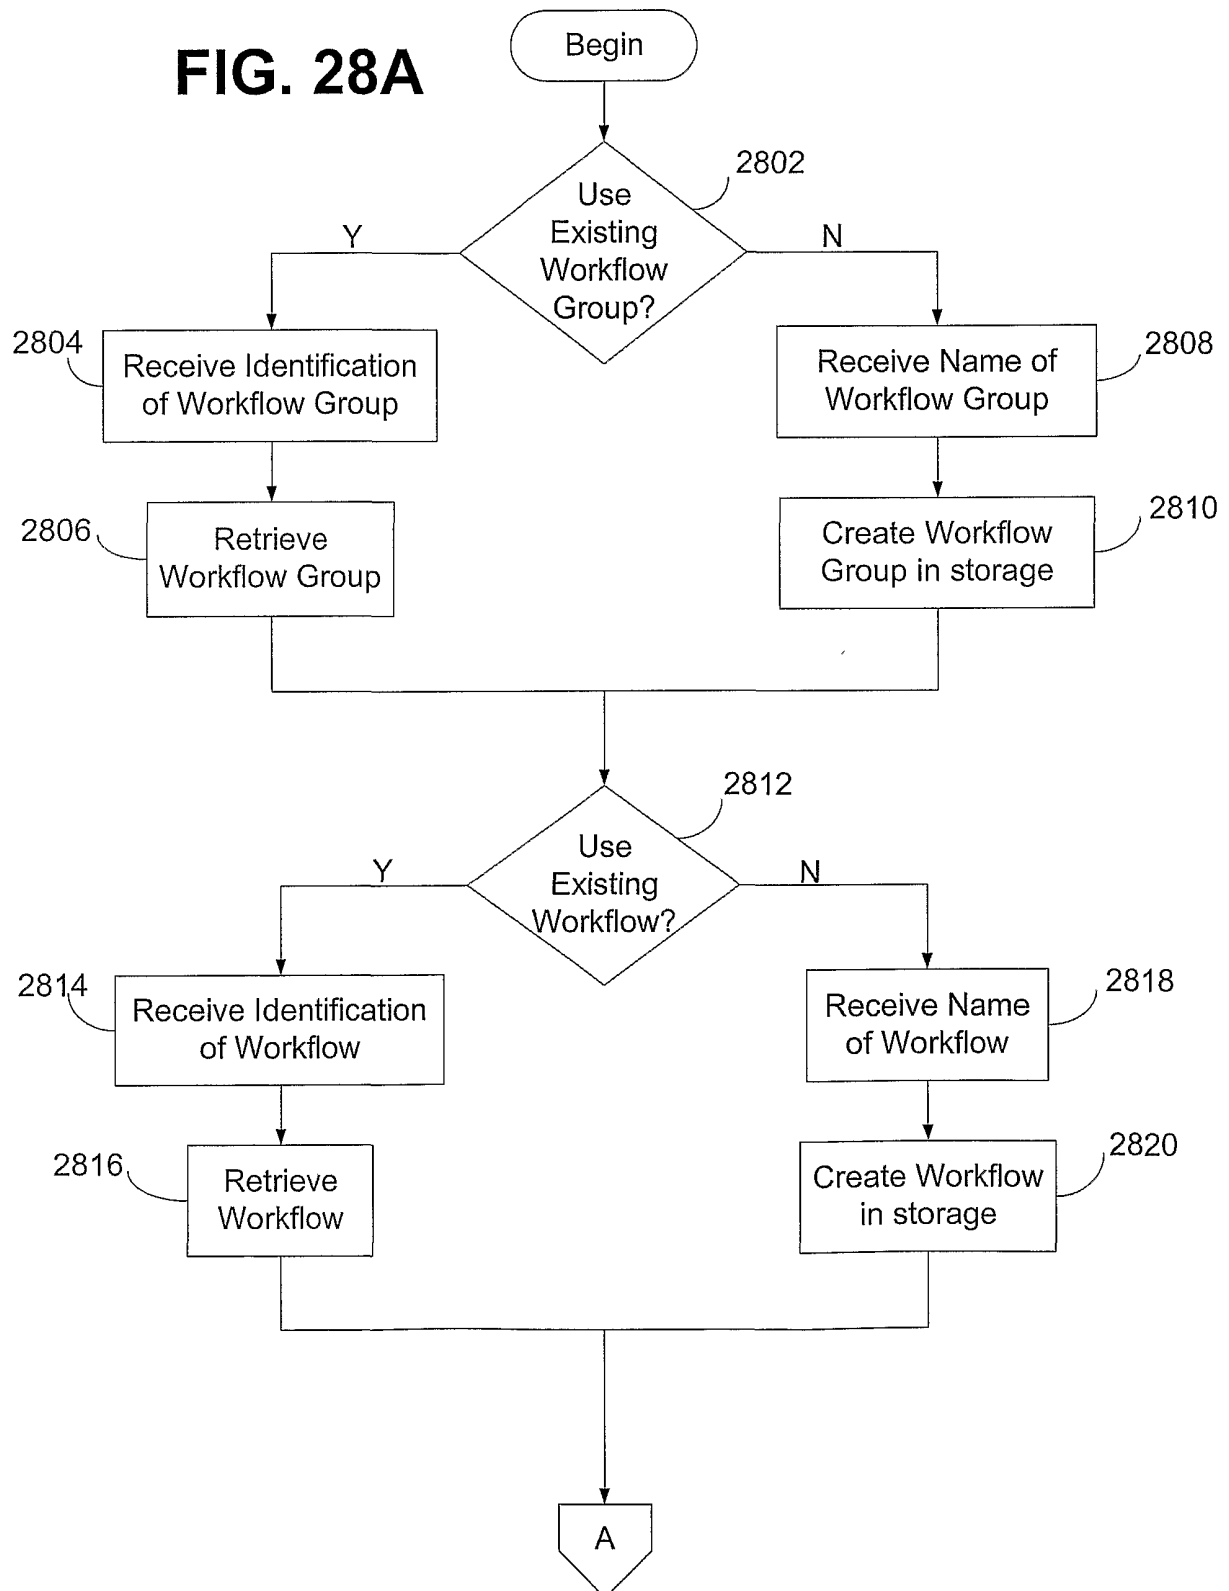 FIG. 28A
Begin
2802
Use
Existing
Workflow
Group?
Y
N
2804
Receive Identification
of Workflow Group
2808
Receive Name of
Workflow Group
2806
Retrieve
Workflow Group
2810
Create Workflow
Group in storage
2812
Use
Existing
Workflow?
Y
N
2814
Receive Identification
of Workflow
2818
Receive Name
of Workflow
2816
Retrieve
Workflow
2820
Create Workflow
in storage
A